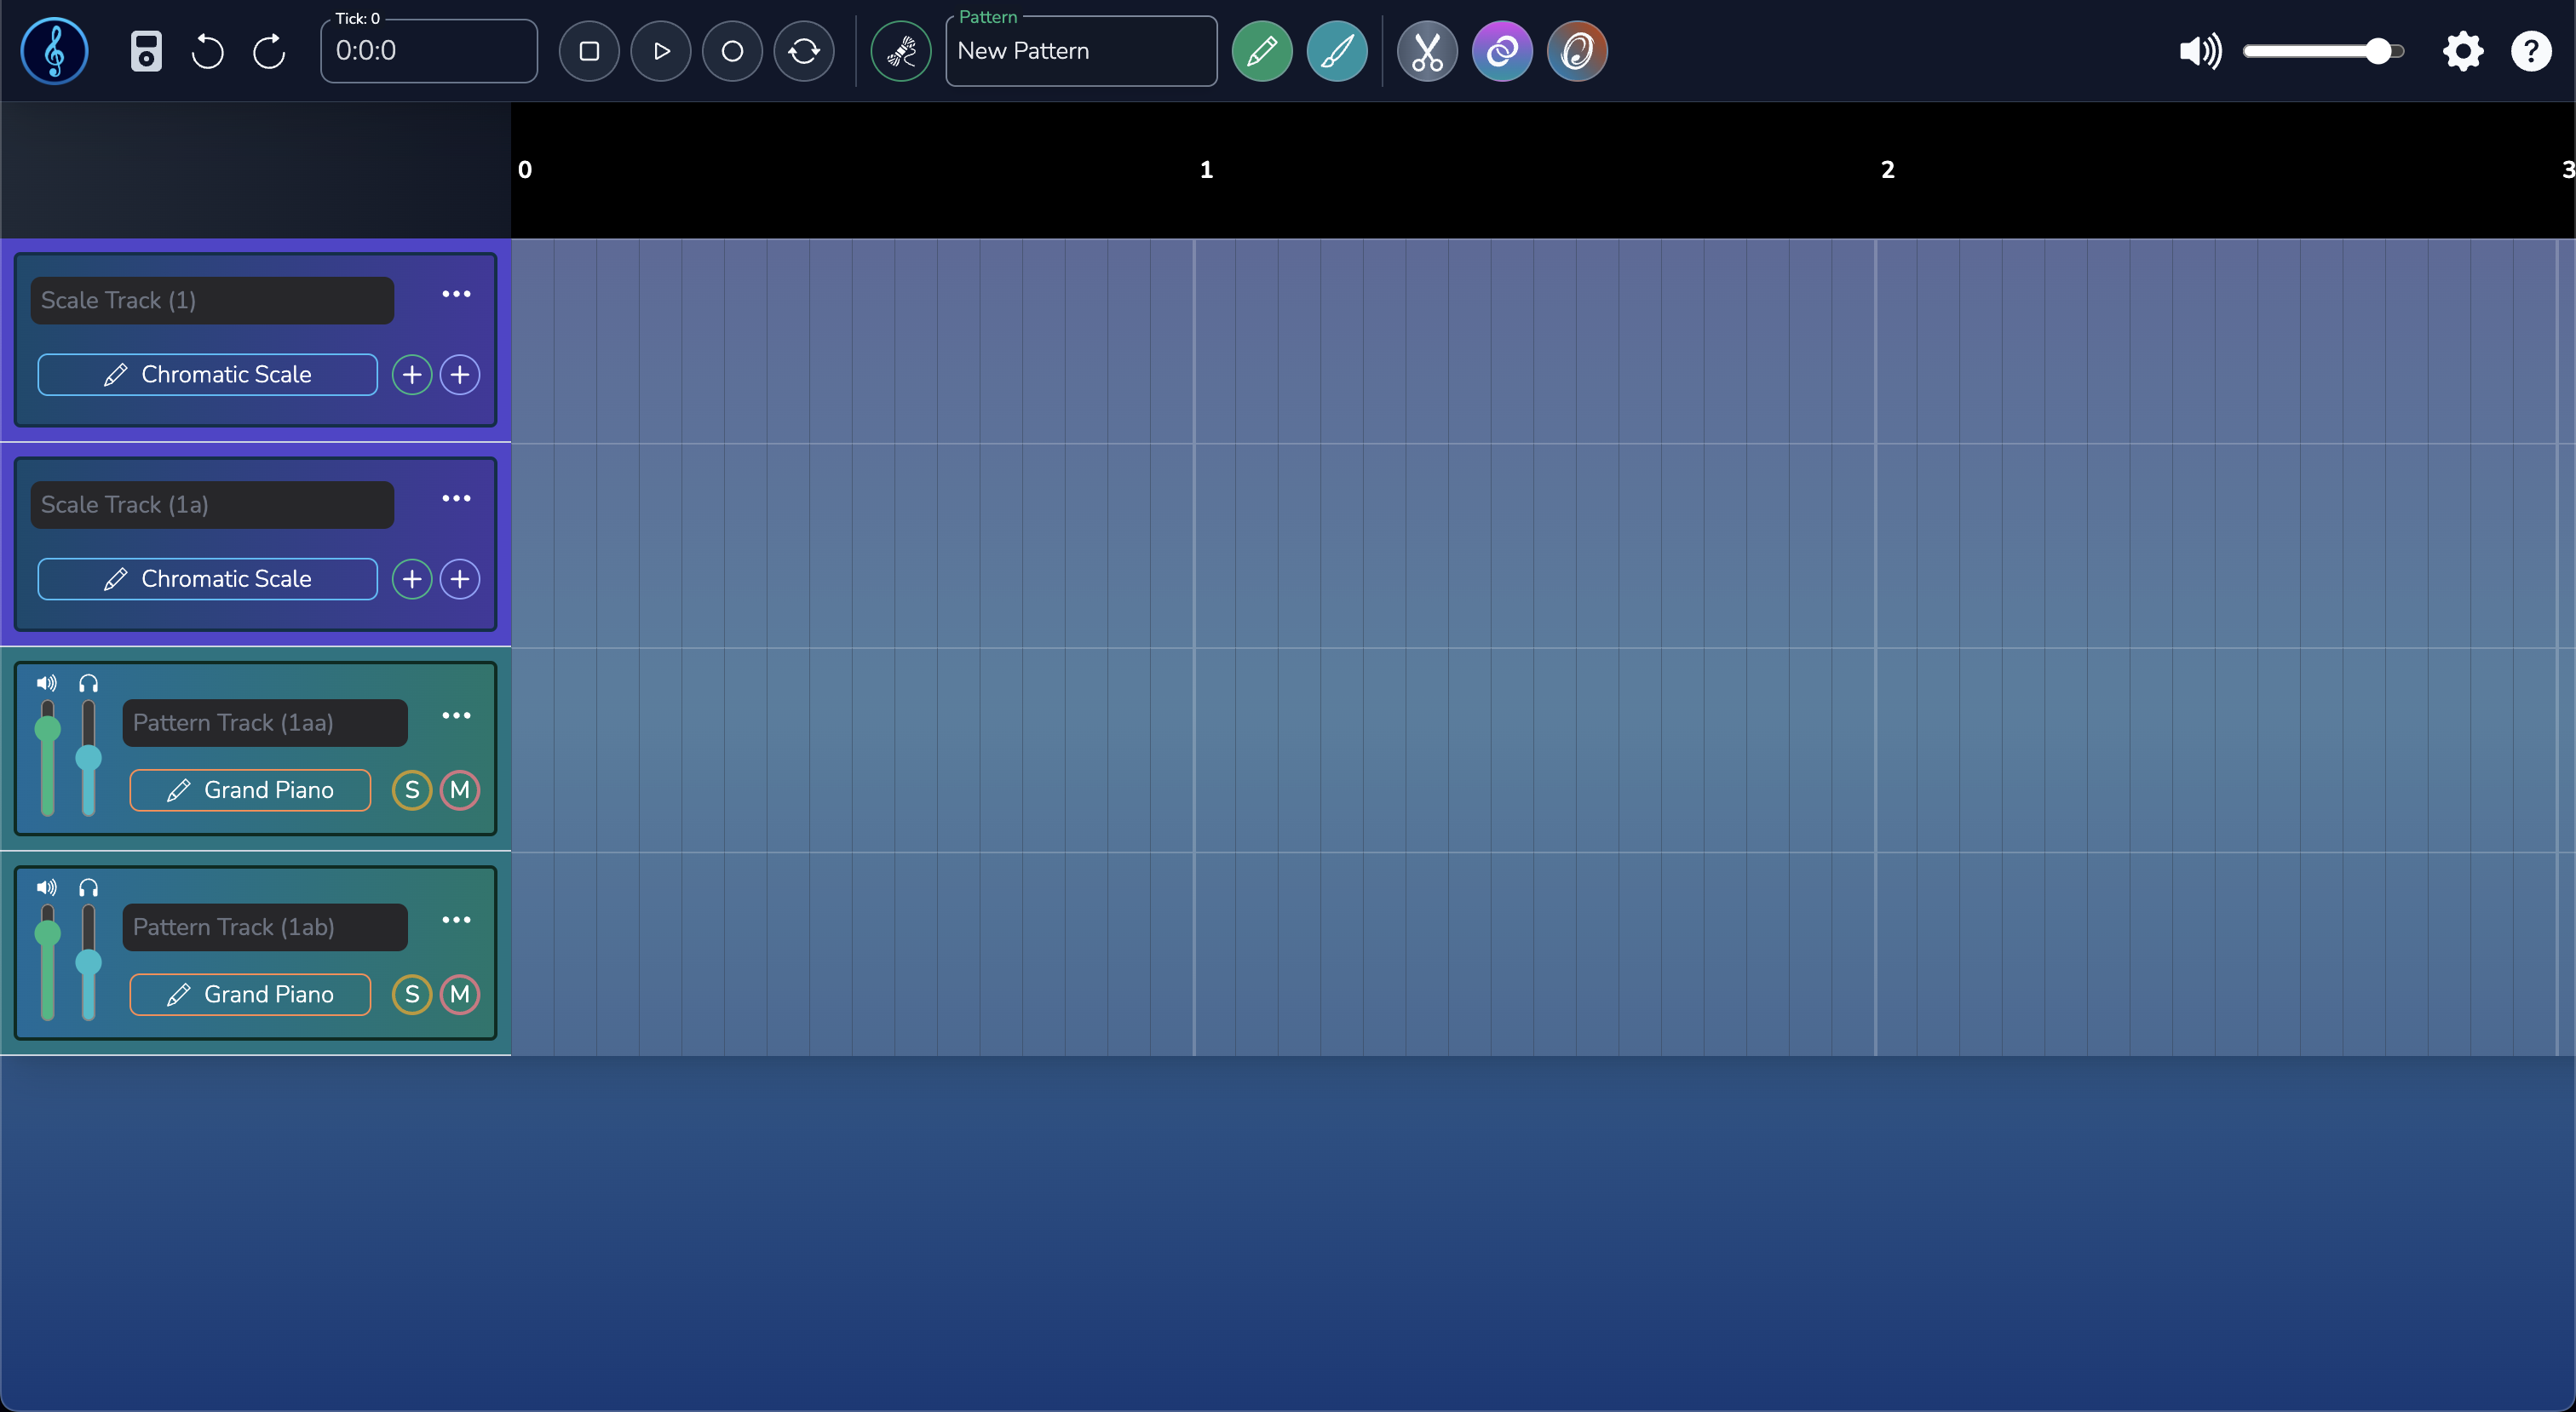 Tick: 0
0:0:0
Pattern
New Pattern
?
0 1 2 3
Scale Track (1)
Chromatic Scale
Scale Track (1a)
Chromatic Scale
Pattern Track (1aa)
Grand Piano S M
Pattern Track (1ab)
Grand Piano S M